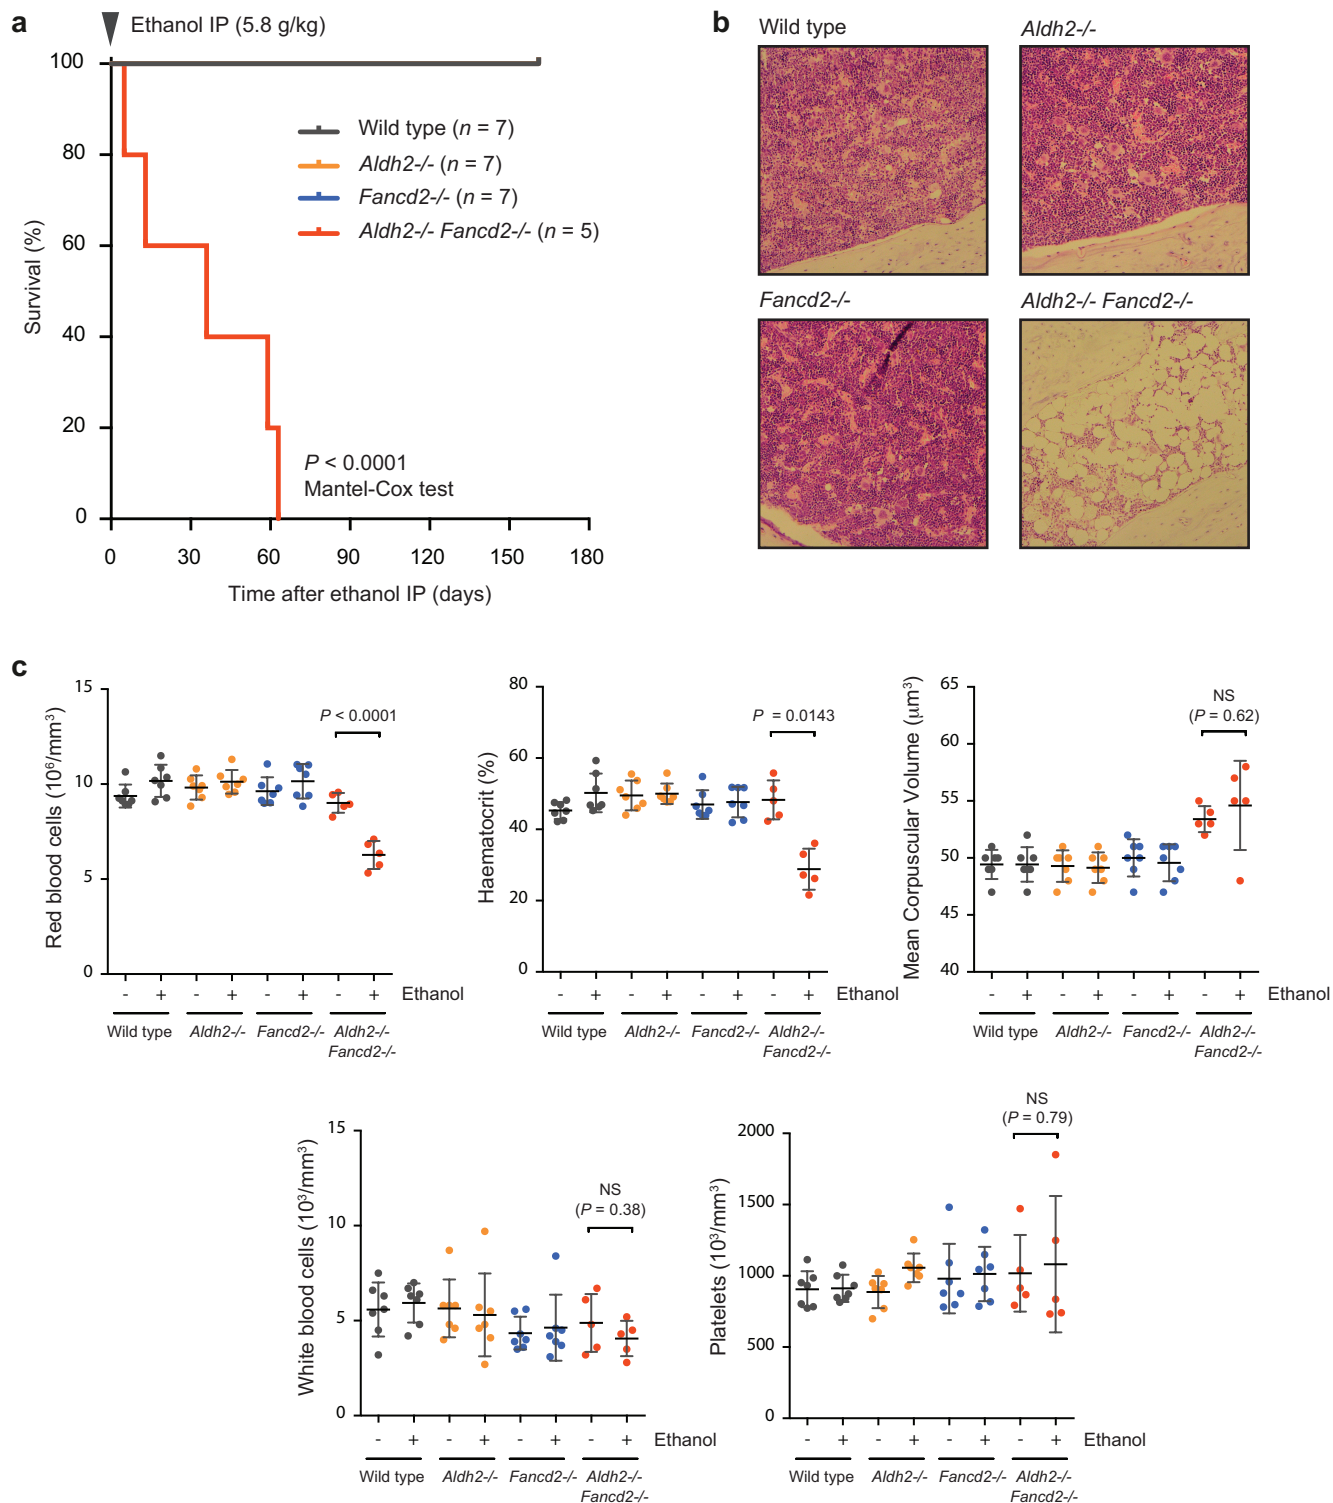 a
Ethanol IP (5.8 g/kg)
100
80
60
40
20
0
Survival (%)
Wild type (n = 7)
Aldh2-/- (n = 7)
Fancd2-/- (n = 7)
Aldh2-/- Fancd2-/- (n = 5)
P < 0.0001
Mantel-Cox test
0 30 60 90 120 150 180
Time after ethanol IP (days)
b
Wild type
Aldh2-/-
Fancd2-/-
Aldh2-/- Fancd2-/-
c
Red blood cells (10⁶/mm³)
15
10
5
0
P < 0.0001
- + - + - + - + Ethanol
Wild type Aldh2-/- Fancd2-/- Aldh2-/-
Fancd2-/-
Haematocrit (%)
80
60
40
20
0
P = 0.0143
- + - + - + - + Ethanol
Wild type Aldh2-/- Fancd2-/- Aldh2-/-
Fancd2-/-
Mean Corpuscular Volume (μm³)
65
60
55
50
45
40
NS
(P = 0.62)
- + - + - + - + Ethanol
Wild type Aldh2-/- Fancd2-/- Aldh2-/-
Fancd2-/-
White blood cells (10³/mm³)
15
10
5
0
NS
(P = 0.38)
- + - + - + - + Ethanol
Wild type Aldh2-/- Fancd2-/- Aldh2-/-
Fancd2-/-
Platelets (10³/mm³)
2000
1500
1000
500
0
NS
(P = 0.79)
- + - + - + - + Ethanol
Wild type Aldh2-/- Fancd2-/- Aldh2-/-
Fancd2-/-